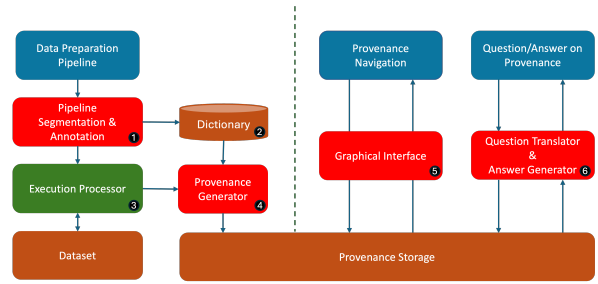 Data Preparation
Pipeline
Provenance
Navigation
Question/Answer on
Provenance
Pipeline
Segmentation &
Annotation
1
Dictionary
2
Graphical Interface
5
Question Translator
&
Answer Generator
6
Execution Processor
3
Provenance
Generator
4
Dataset
Provenance Storage